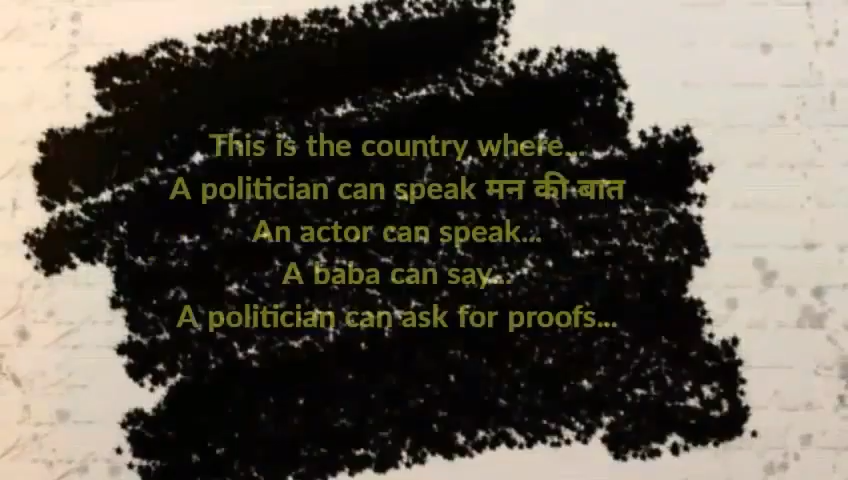 This is the country where...
A politician can speak मन की बात
An actor can speak...
A baba can say...
A politician can ask for proofs...